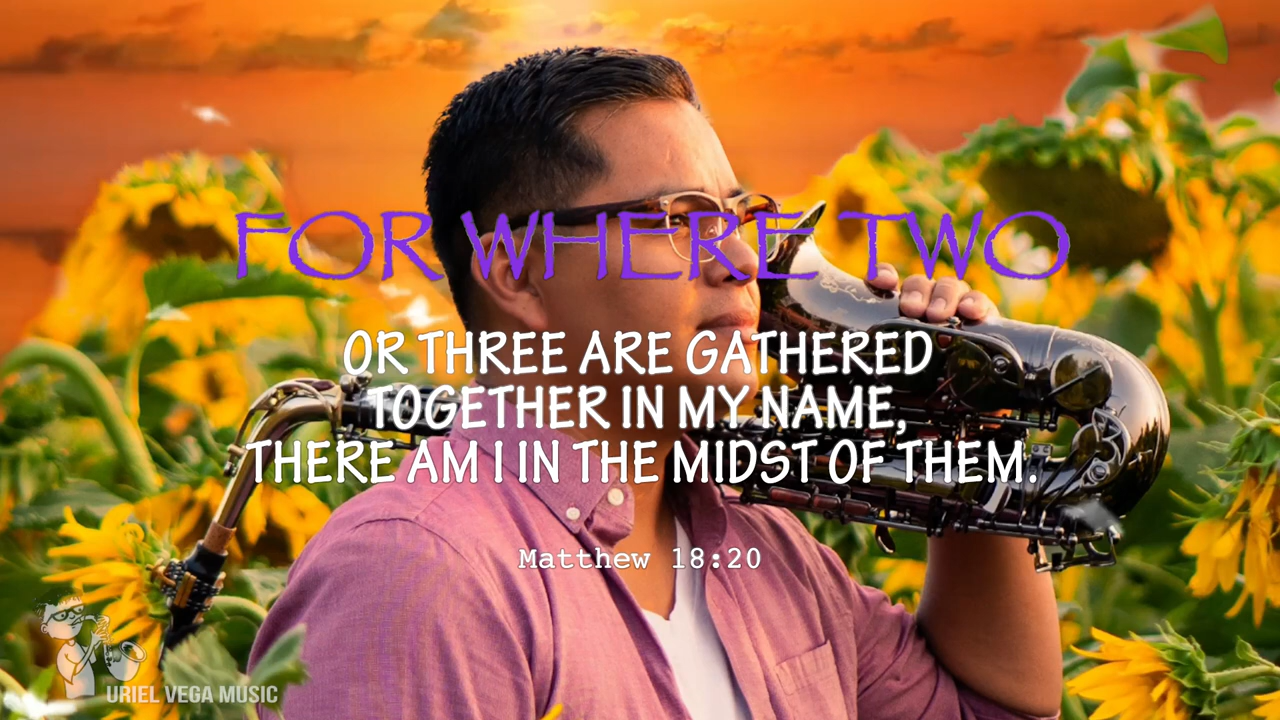 FOR WHERE TWO
OR THREE ARE GATHERED
TOGETHER IN MY NAME,
THERE AM I IN THE MIDST OF THEM.
Matthew 18:20
URIEL VEGA MUSIC